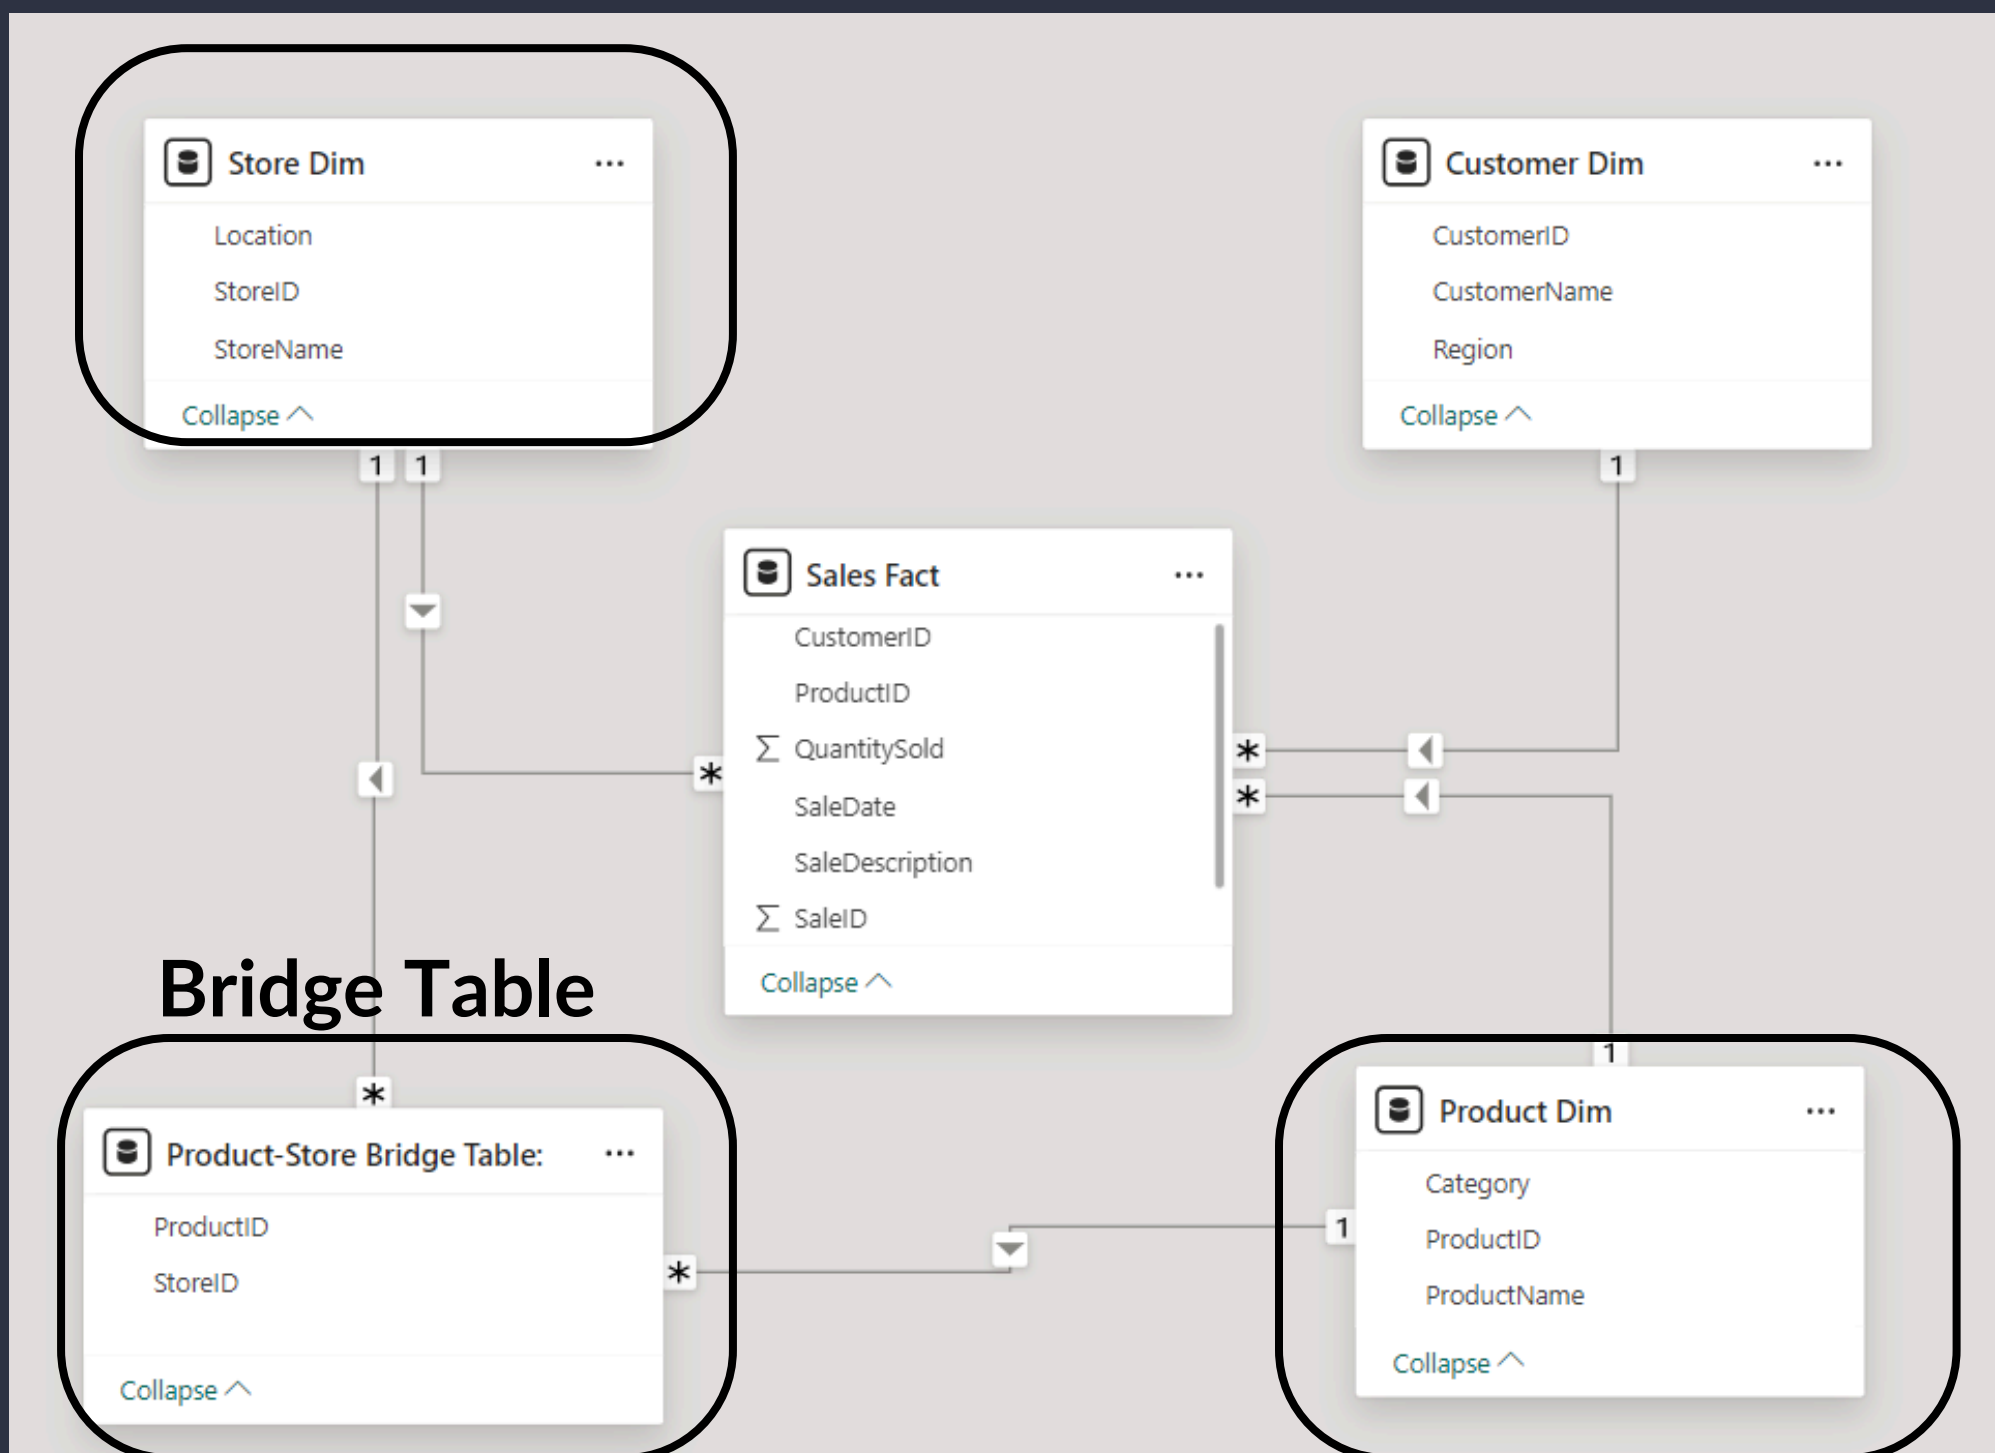 Store Dim
Location
StoreID
StoreName
Collapse
Customer Dim
CustomerID
CustomerName
Region
Collapse
1
1
1
Sales Fact
CustomerID
ProductID
QuantitySold
SaleDate
SaleDescription
SaleID
Collapse
*
*
*
Bridge Table
*
Product-Store Bridge Table:
ProductID
StoreID
Collapse
*
1
1
Product Dim
Category
ProductID
ProductName
Collapse